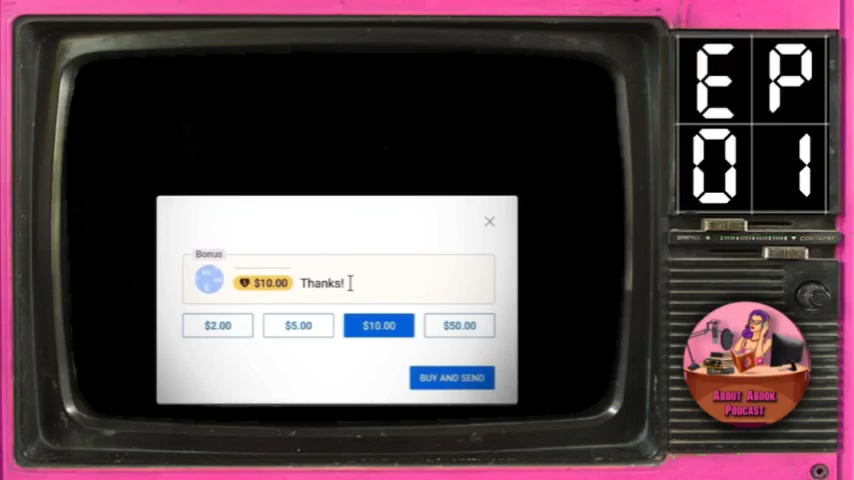 EP
01
Bonus
$10.00 Thanks!
$2.00 $5.00 $10.00 $50.00
BUY AND SEND
About Abook
Podcast